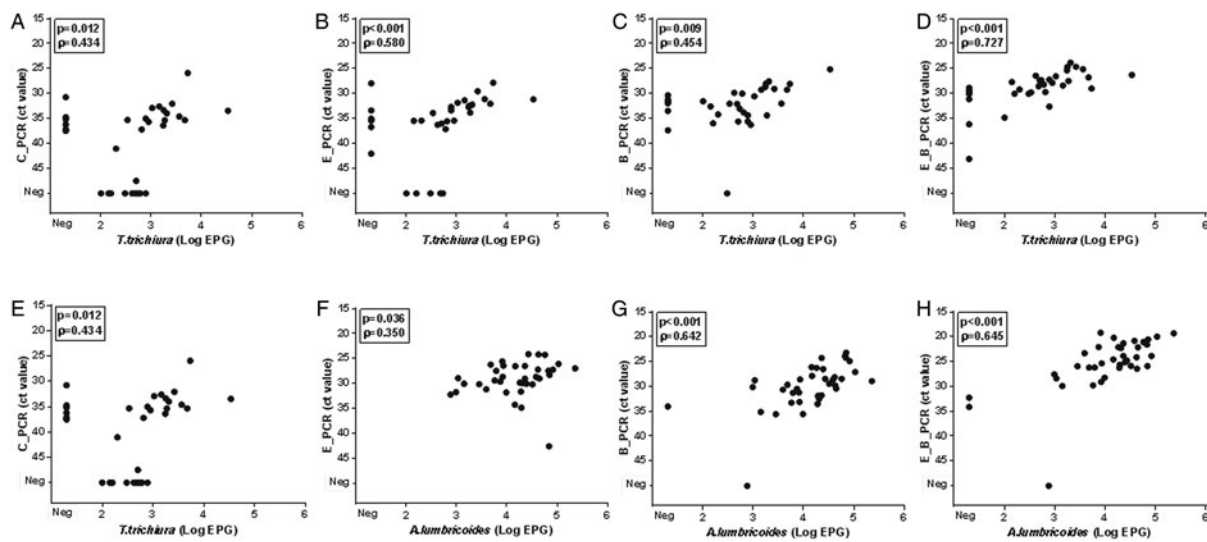 A
p=0.012
ρ=0.434
C_PCR (ct value)
15
20
25
30
35
40
45
Neg
Neg 2 3 4 5 6
T.trichiura (Log EPG)
B
p<0.001
ρ=0.580
E_PCR (ct value)
15
20
25
30
35
40
45
Neg
Neg 2 3 4 5 6
T.trichiura (Log EPG)
C
p=0.009
ρ=0.454
B_PCR (ct value)
15
20
25
30
35
40
45
Neg
Neg 2 3 4 5 6
T.trichiura (Log EPG)
D
p<0.001
ρ=0.727
E_B_PCR (ct value)
15
20
25
30
35
40
45
Neg
Neg 2 3 4 5 6
T.trichiura (Log EPG)
E
p=0.012
ρ=0.434
C_PCR (ct value)
15
20
25
30
35
40
45
Neg
Neg 2 3 4 5 6
T.trichiura (Log EPG)
F
p=0.036
ρ=0.350
E_PCR (ct value)
15
20
25
30
35
40
45
Neg
Neg 2 3 4 5 6
A.lumbricoides (Log EPG)
G
p<0.001
ρ=0.642
B_PCR (ct value)
15
20
25
30
35
40
45
Neg
Neg 2 3 4 5 6
A.lumbricoides (Log EPG)
H
p<0.001
ρ=0.645
E_B_PCR (ct value)
15
20
25
30
35
40
45
Neg
Neg 2 3 4 5 6
A.lumbricoides (Log EPG)